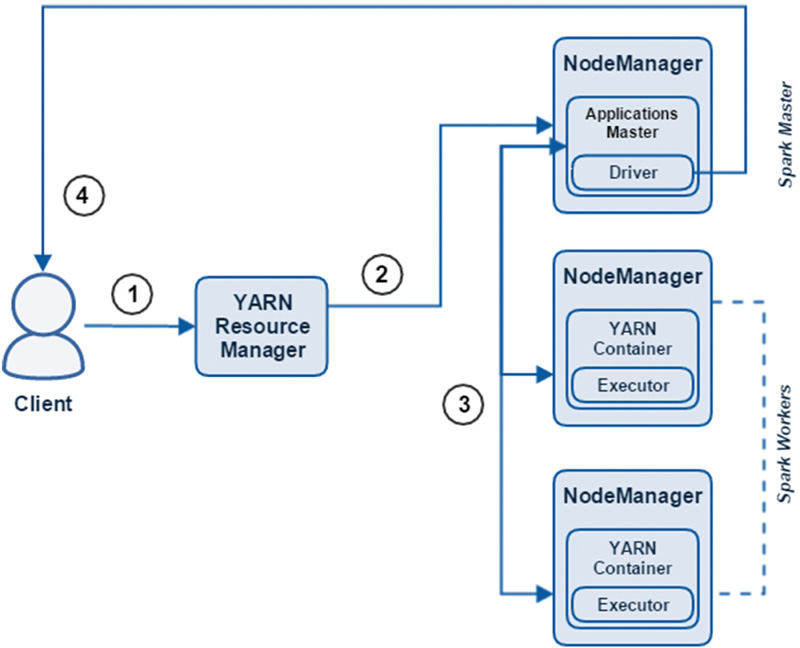 NodeManager
Applications
Master
Driver
Spark Master
4
1
2
YARN
Resource
Manager
Client
NodeManager
YARN
Container
Executor
3
Spark Workers
NodeManager
YARN
Container
Executor